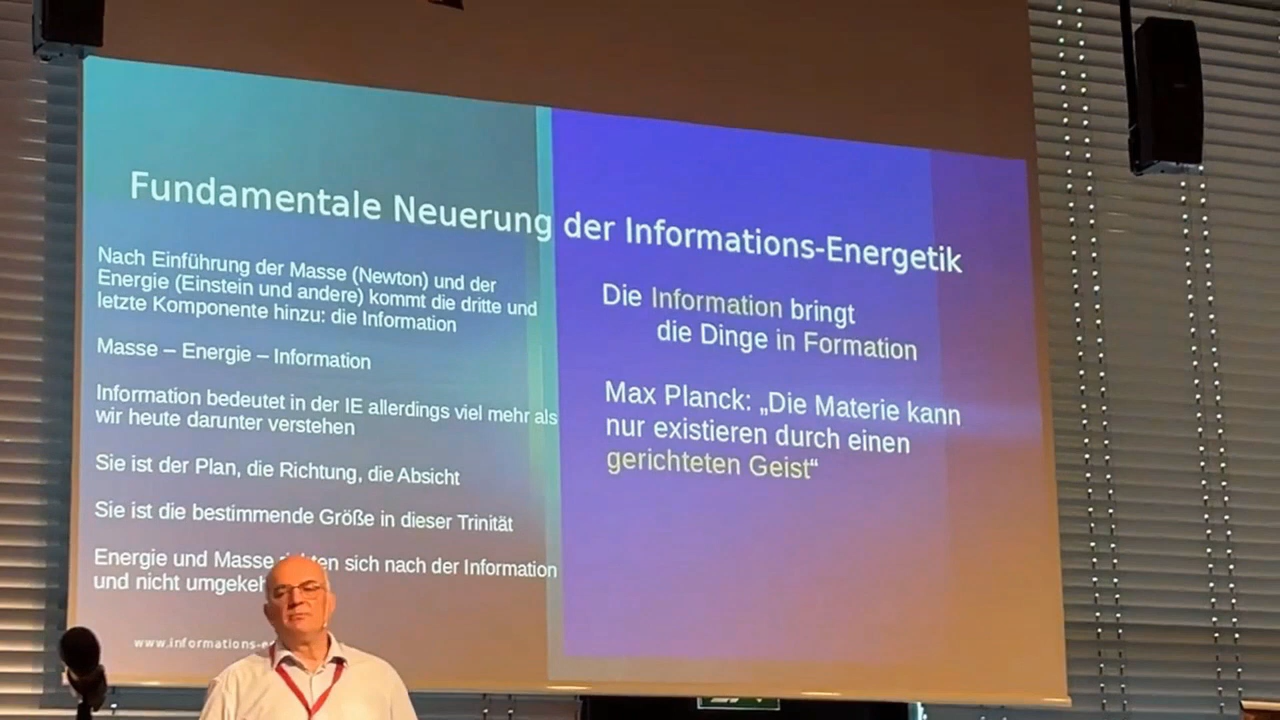 Fundamentale Neuerung der Informations-Energetik
Nach Einführung der Masse (Newton) und der
Energie (Einstein und andere) kommt die dritte und
letzte Komponente hinzu: die Information
Masse – Energie – Information
Information bedeutet in der IE allerdings viel mehr als
wir heute darunter verstehen
Sie ist der Plan, die Richtung, die Absicht
Sie ist die bestimmende Größe in dieser Trinität
Energie und Masse sich nach der Information
und nicht
www.informations-
Die Information bringt
die Dinge in Formation
Max Planck: „Die Materie kann
nur existieren durch einen
gerichteten Geist“